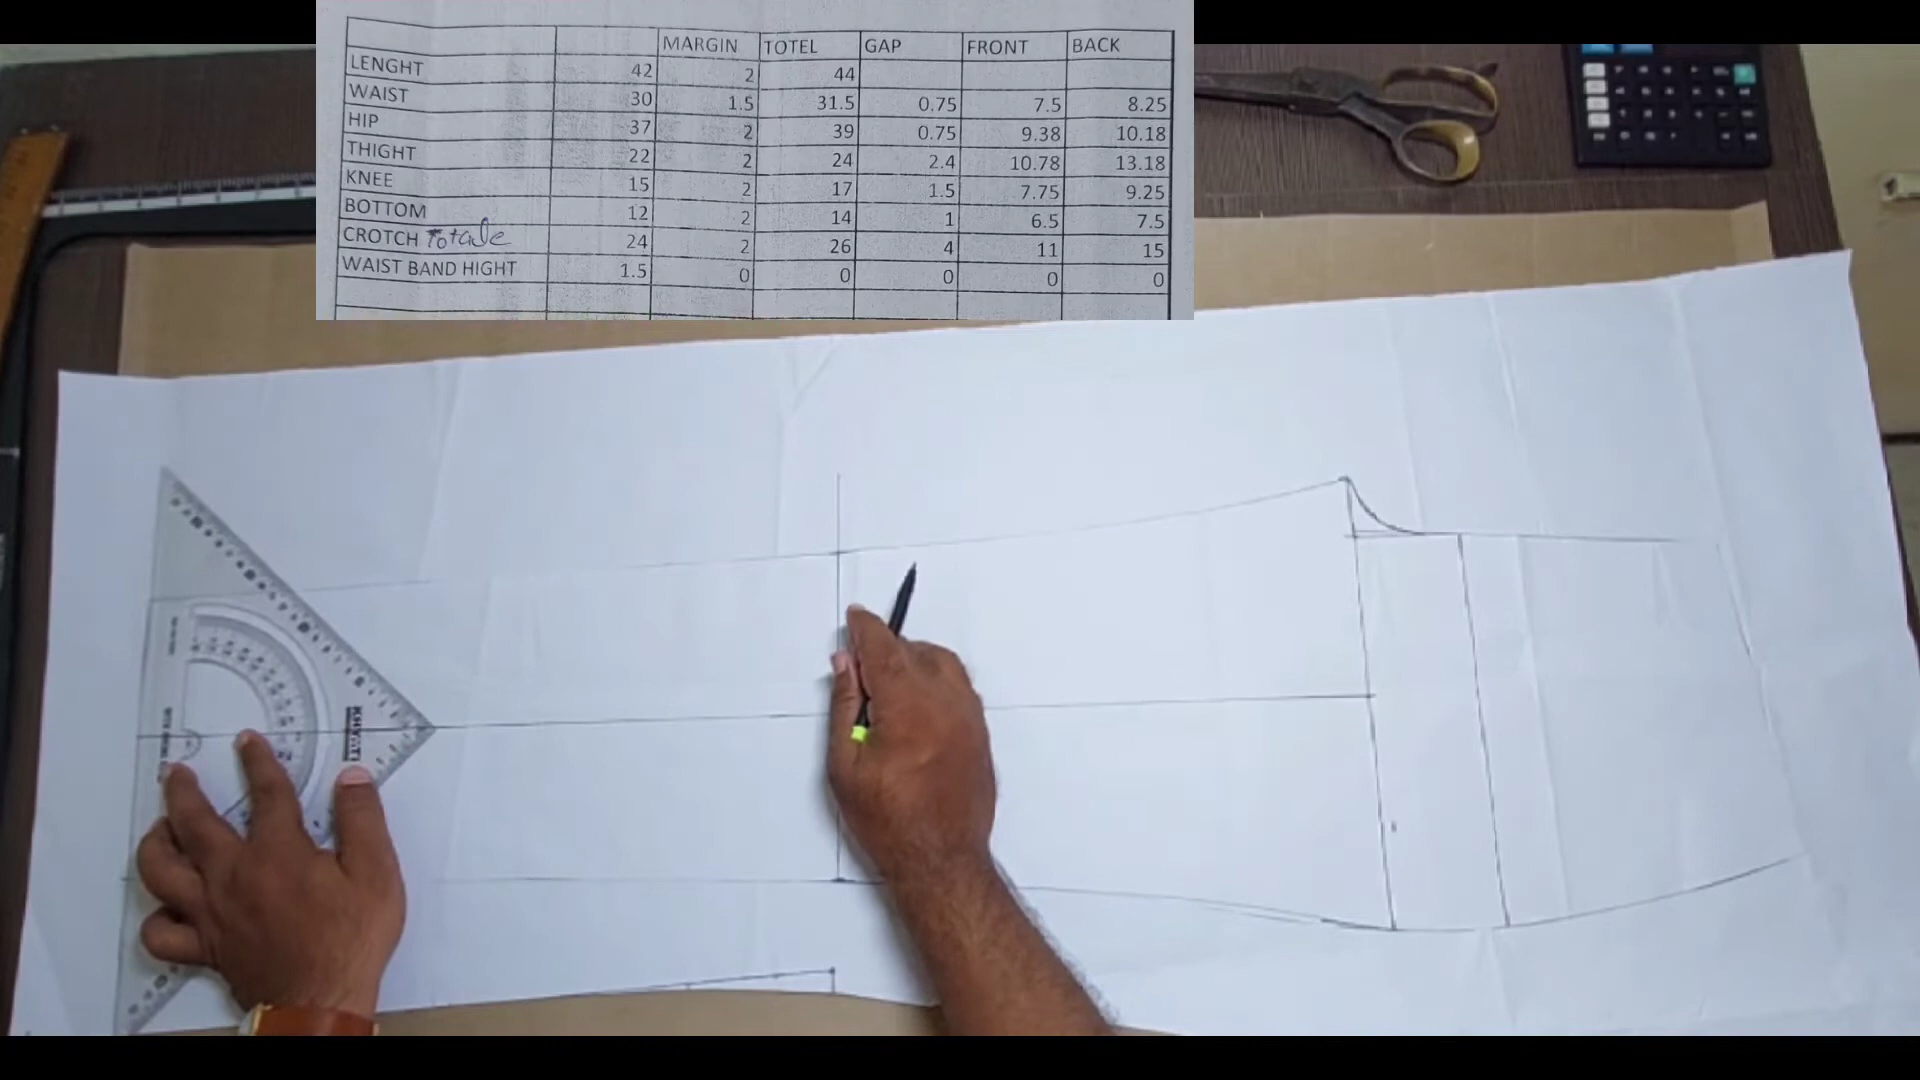 MARGIN TOTEL GAP FRONT BACK
LENGHT 42 2 44
WAIST 30 1.5 31.5 0.75 7.5 8.25
HIP 37 2 39 0.75 9.38 10.18
THIGHT 22 2 24 2.4 10.78 13.18
KNEE 15 2 17 1.5 7.75 9.25
BOTTOM 12 2 14 1 6.5 7.5
CROTCH Totale 24 2 26 4 11 15
WAIST BAND HIGHT 1.5 0 0 0 0 0